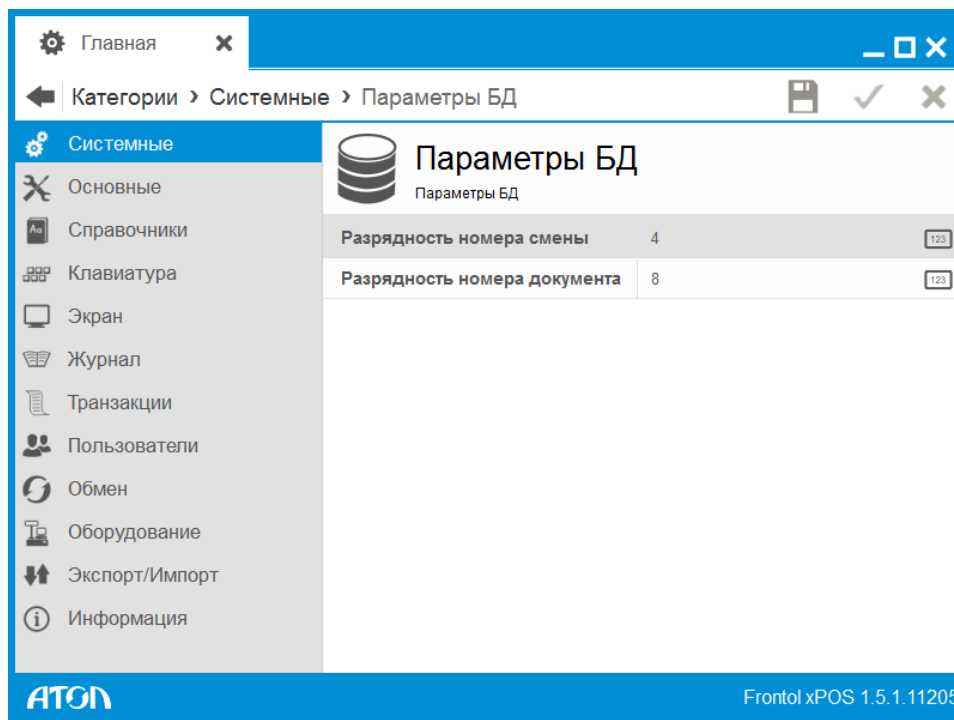 Главная
Категории › Системные › Параметры БД
Системные
Основные
Справочники
Клавиатура
Экран
Журнал
Транзакции
Пользователи
Обмен
Оборудование
Экспорт/Импорт
Информация
Параметры БД
Параметры БД
Разрядность номера смены 4 123
Разрядность номера документа 8 123
ATOL Frontol xPOS 1.5.1.11205